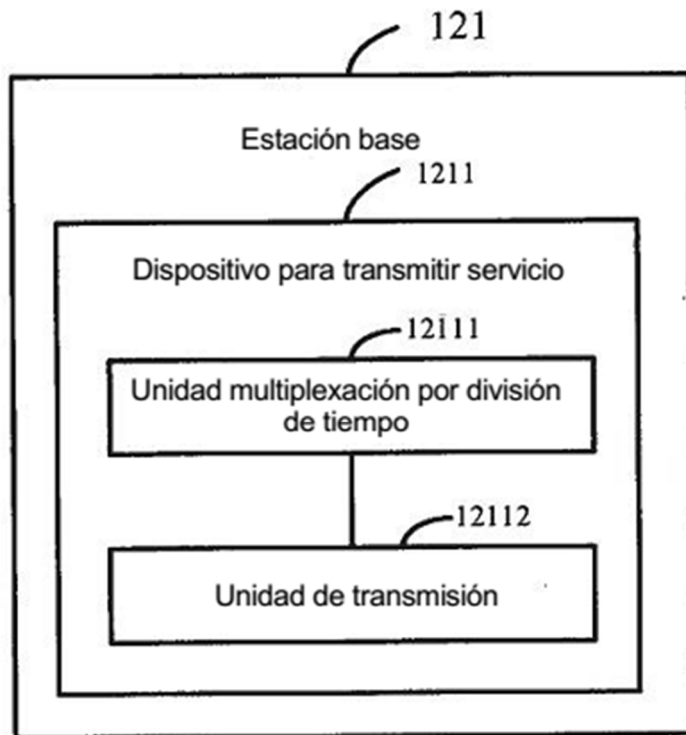 121
Estación base
1211
Dispositivo para transmitir servicio
12111
Unidad multiplexación por división
de tiempo
12112
Unidad de transmisión